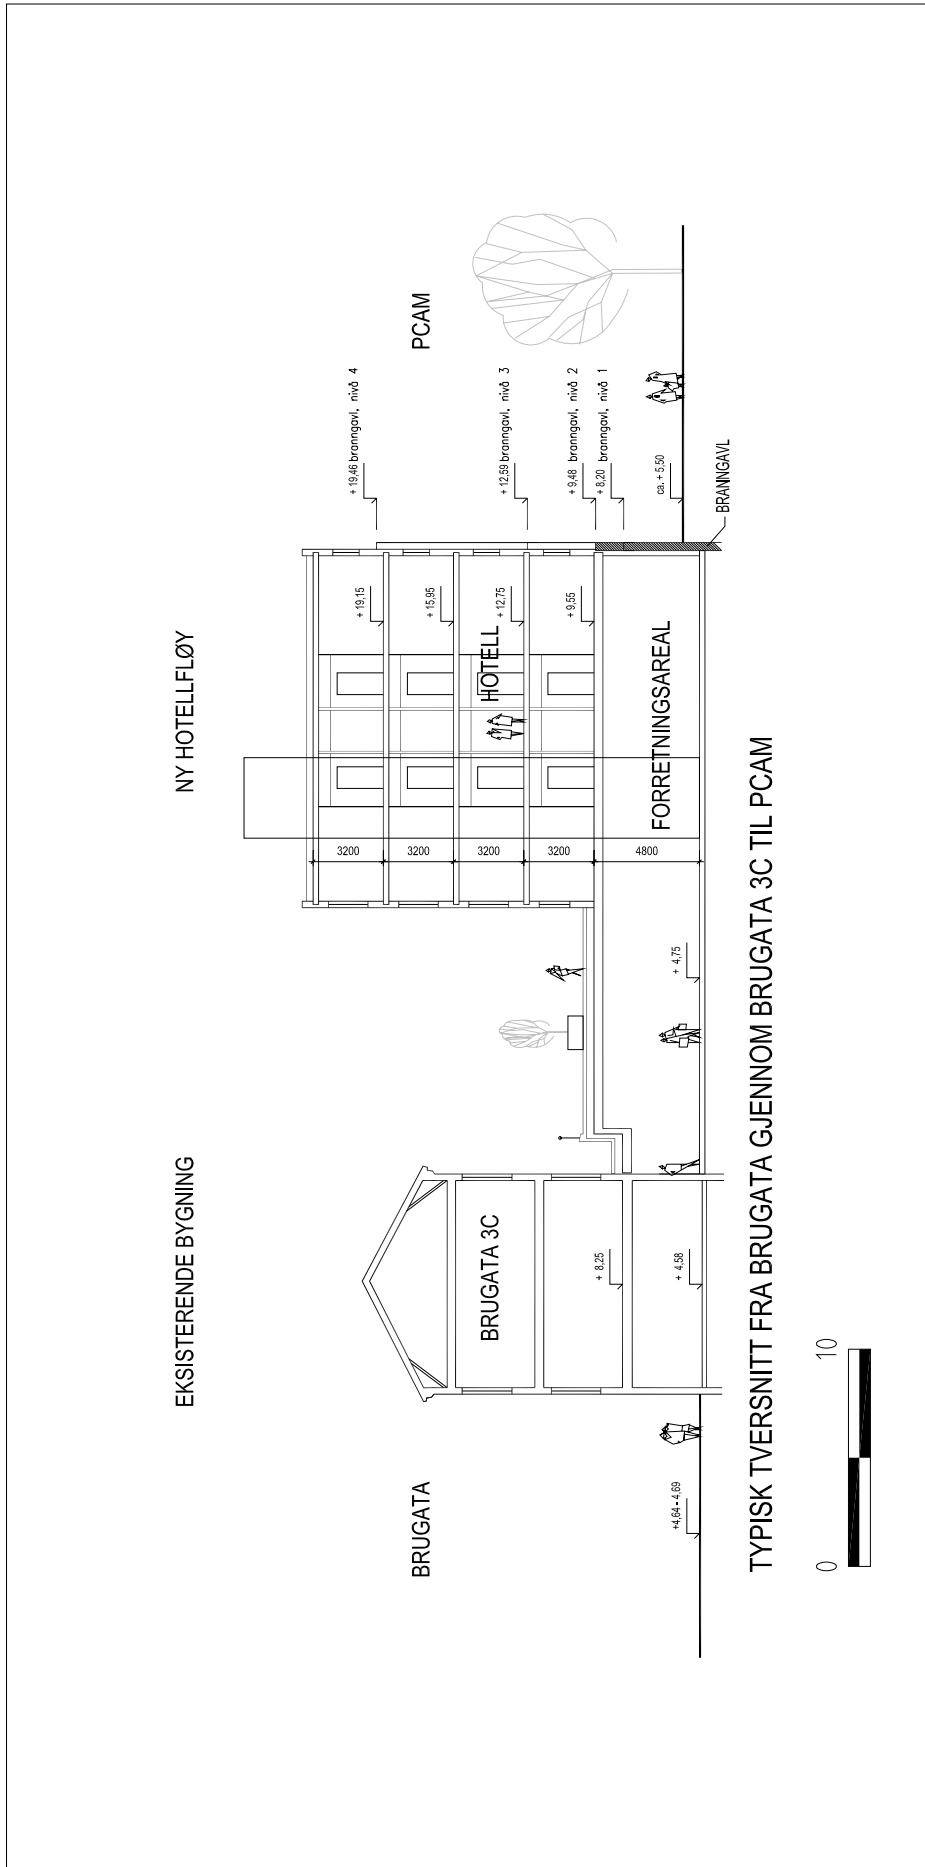 EKSISTERENDE BYGNING
NY HOTELLFLØY
BRUGATA
PCAM
+ 19,46 branngavl, nivå 4
+ 19,15
3200
3200
3200
3200
4800
+ 15,95
HOTELL
+ 12,75
+ 12,59 branngavl, nivå 3
BRUGATA 3C
+ 9,55
+ 9,48 branngavl, nivå 2
+ 8,25
+ 8,20 branngavl, nivå 1
FORRETNINGSAREAL
+4,64 - 4,69
+ 4,58
+ 4,75
ca. + 5,50
BRANNGAVL
TYPISK TVERSNITT FRA BRUGATA GJENNOM BRUGATA 3C TIL PCAM
0 10